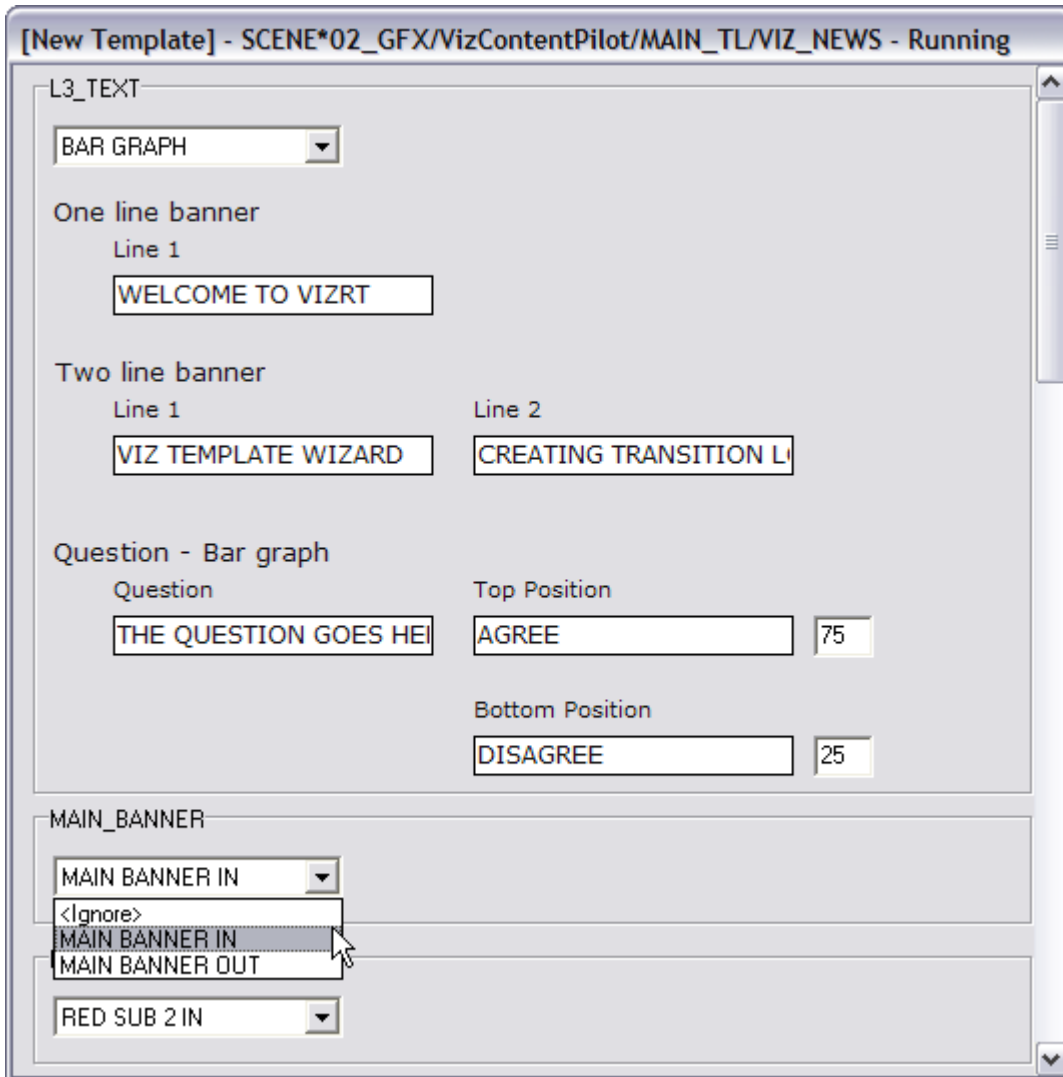 [New Template] - SCENE*02_GFX/VizContentPilot/MAIN_TL/VIZ_NEWS - Running
L3_TEXT
BAR GRAPH
One line banner
Line 1
WELCOME TO VIZRT
Two line banner
Line 1 Line 2
VIZ TEMPLATE WIZARD CREATING TRANSITION
Question - Bar graph
Question Top Position
THE QUESTION GOES AGREE 75
Bottom Position
DISAGREE 25
MAIN_BANNER
MAIN BANNER IN
<Ignore>
MAIN BANNER IN
MAIN BANNER OUT
RED SUB 2 IN